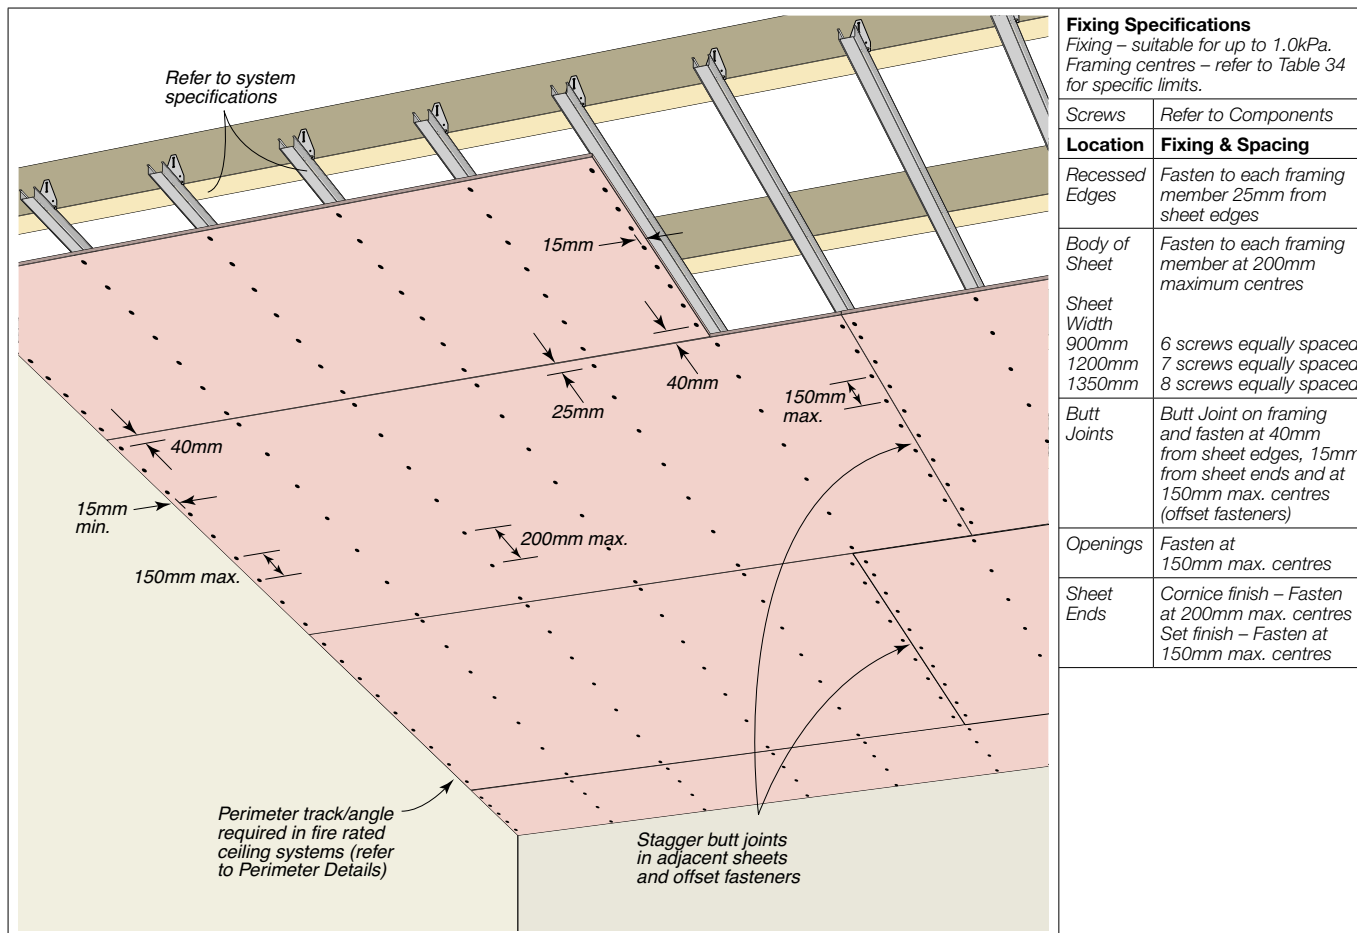 Refer to system
specifications
15mm
40mm
25mm
150mm
max.
40mm
15mm
min.
200mm max.
150mm max.
Perimeter track/angle
required in fire rated
ceiling systems (refer
to Perimeter Details)
Stagger butt joints
in adjacent sheets
and offset fasteners
Fixing Specifications
Fixing – suitable for up to 1.0kPa.
Framing centres – refer to Table 34
for specific limits.
Screws Refer to Components
Location Fixing & Spacing
Recessed Edges
Fasten to each framing
member 25mm from
sheet edges
Body of
Sheet
Fasten to each framing
member at 200mm
maximum centres
Sheet
Width
900mm 6 screws equally spaced
1200mm 7 screws equally spaced
1350mm 8 screws equally spaced
Butt
Joints
Butt Joint on framing
and fasten at 40mm
from sheet edges, 15mm
from sheet ends and at
150mm max. centres
(offset fasteners)
Openings
Fasten at
150mm max. centres
Sheet
Ends
Cornice finish – Fasten
at 200mm max. centres
Set finish – Fasten at
150mm max. centres